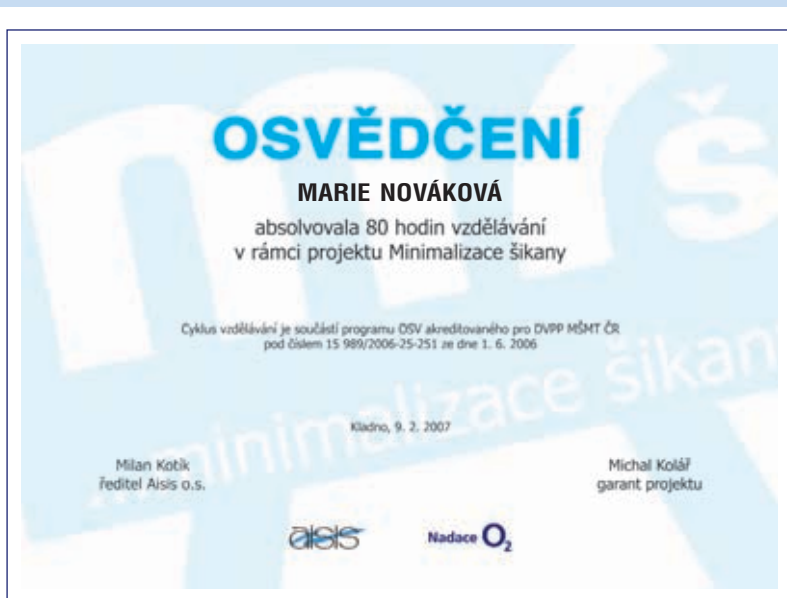 OSVĚDČENÍ
MARIE NOVÁKOVÁ
absolvovala 80 hodin vzdělávání
v rámci projektu Minimalizace šikany
Cyklus vzdělávání je součástí programu OSV akreditovaného pro DVPP MŠMT ČR
pod číslem 15 989/2006-25-251 ze dne 1. 6. 2006
minimalizace šikany
Kladno, 9. 2. 2007
Milan Kotík
ředitel Aisis o.s.
Michal Kolář
garant projektu
aisis
Nadace O2